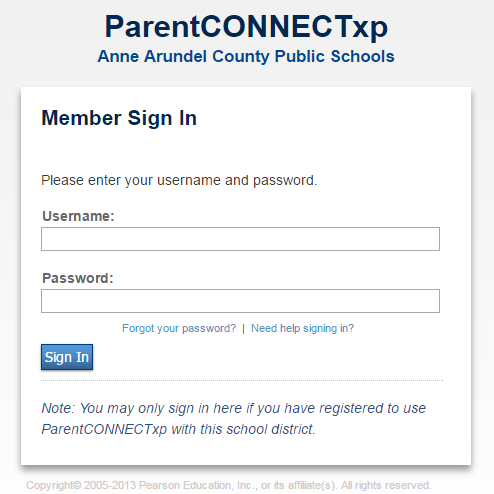 ParentCONNECTxp
Anne Arundel County Public Schools
Member Sign In
Please enter your username and password.
Username:
Password:
Forgot your password? | Need help signing in?
Sign In
Note: You may only sign in here if you have registered to use
ParentCONNECTxp with this school district.
Copyright© 2005-2013 Pearson Education, Inc., or its affiliate(s). All rights reserved.